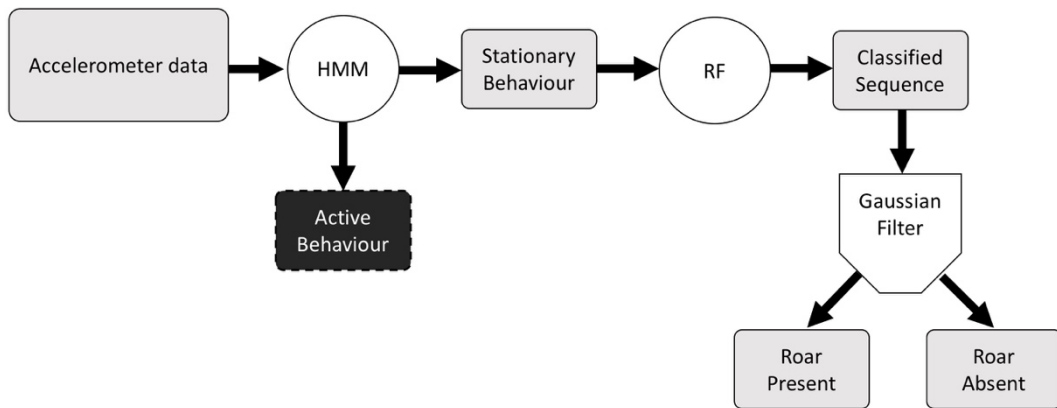 Accelerometer data
HMM
Stationary
Behaviour
RF
Classified
Sequence
Active
Behaviour
Gaussian
Filter
Roar
Present
Roar
Absent